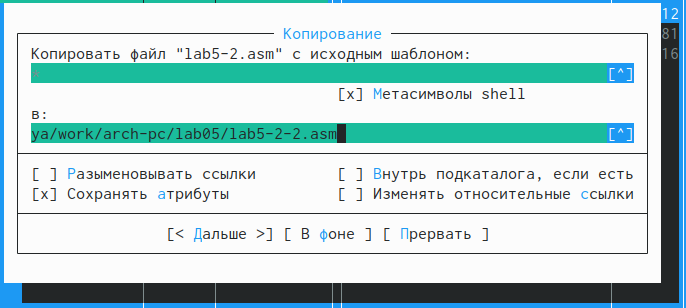 12
Копирование
81
Копировать файл "lab5-2.asm" с исходным шаблоном:
16
[^]
[x] Метасимволы shell
в:
ya/work/arch-pc/lab05/lab5-2-2.asm [^]
[ ] Разыменовывать ссылки [ ] Внутрь подкаталога, если есть
[x] Сохранять атрибуты [ ] Изменять относительные ссылки
[< Дальше >] [ В фоне ] [ Прервать ]